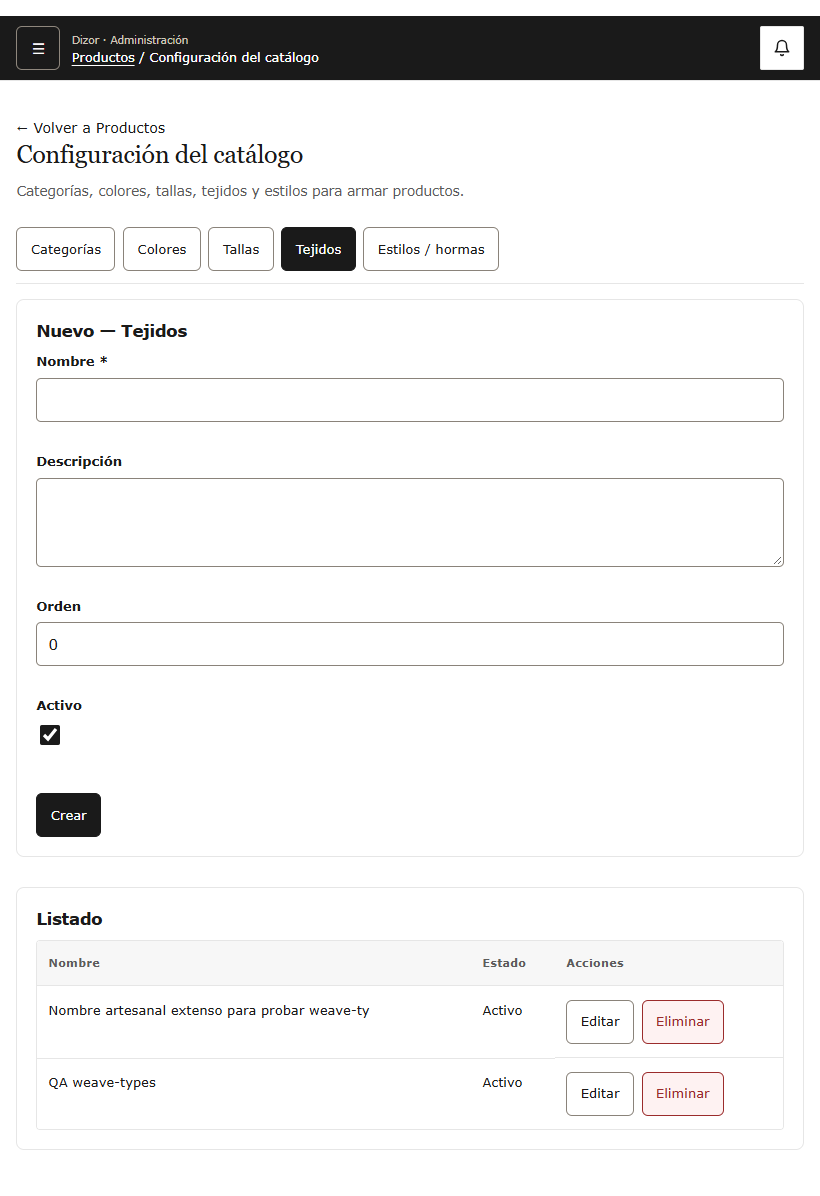 Dizor · Administración
Productos / Configuración del catálogo
← Volver a Productos
Configuración del catálogo
Categorías, colores, tallas, tejidos y estilos para armar productos.
Categorías Colores Tallas Tejidos Estilos / hormas
Nuevo — Tejidos
Nombre *
Descripción
Orden
0
Activo
Crear
Listado
Nombre Estado Acciones
Nombre artesanal extenso para probar weave-ty Activo Editar Eliminar
QA weave-types Activo Editar Eliminar